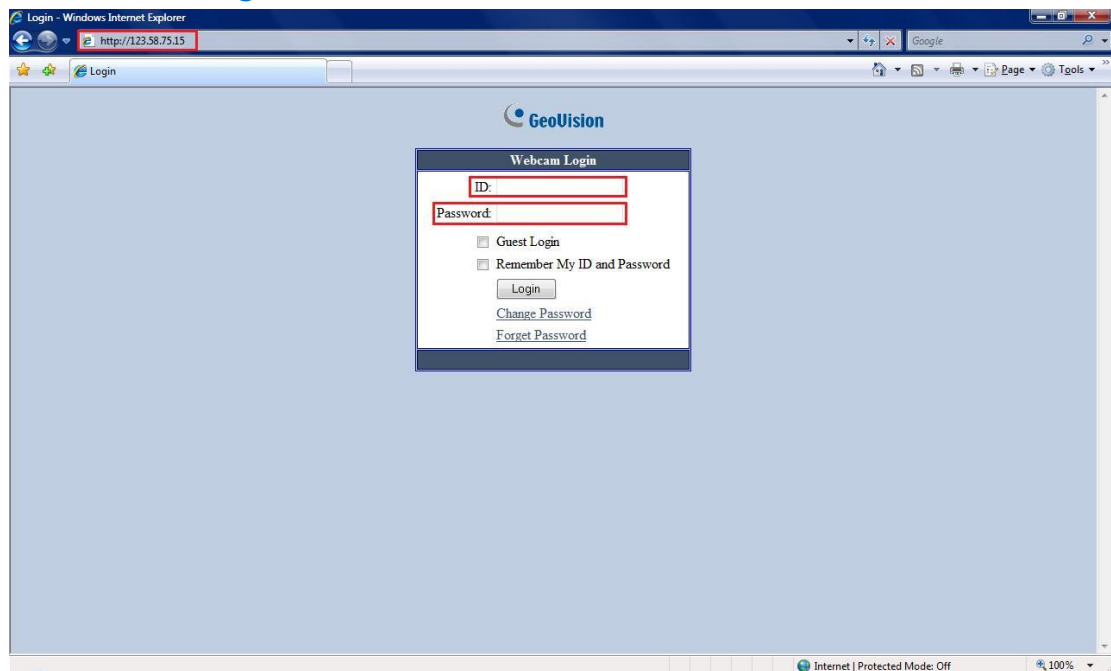 Login - Windows Internet Explorer
http://123.58.75.15
Google
Login
Page
Tools
GeoVision
Webcam Login
ID:
Password:
Guest Login
Remember My ID and Password
Login
Change Password
Forget Password
Internet | Protected Mode: Off
100%